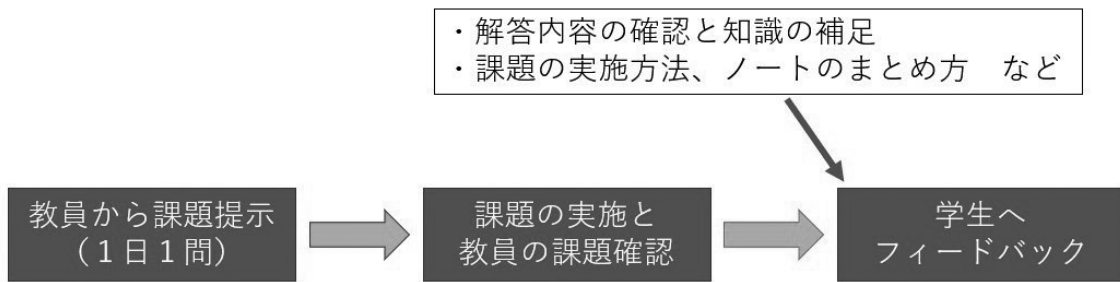 ・解答内容の確認と知識の補足
・課題の実施方法、ノートのまとめ方　など
教員から課題提示
（１日１問）
課題の実施と
教員の課題確認
学生へ
フィードバック